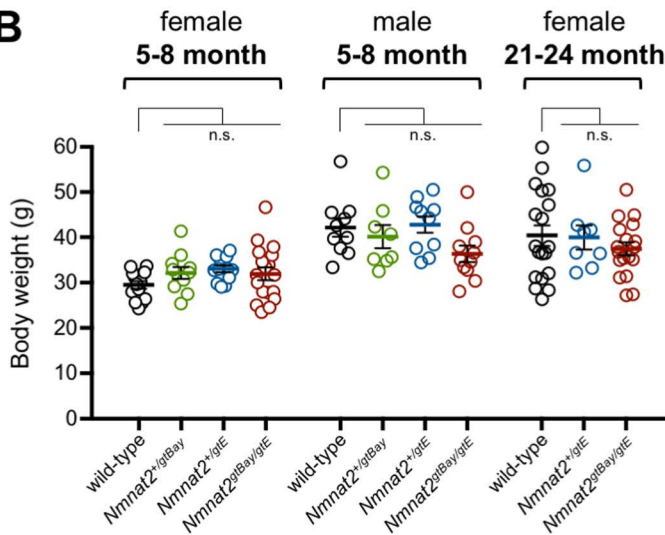 B
female male female
5-8 month 5-8 month 21-24 month
n.s. n.s. n.s.
Body weight (g)
60
50
40
30
20
10
0
wild-type Nmnat2+/gtBay Nmnat2+/gtE Nmnat2gtBay/gtE wild-type Nmnat2+/gtBay Nmnat2+/gtE Nmnat2gtBay/gtE wild-type Nmnat2+/gtE Nmnat2gtBay/gtE